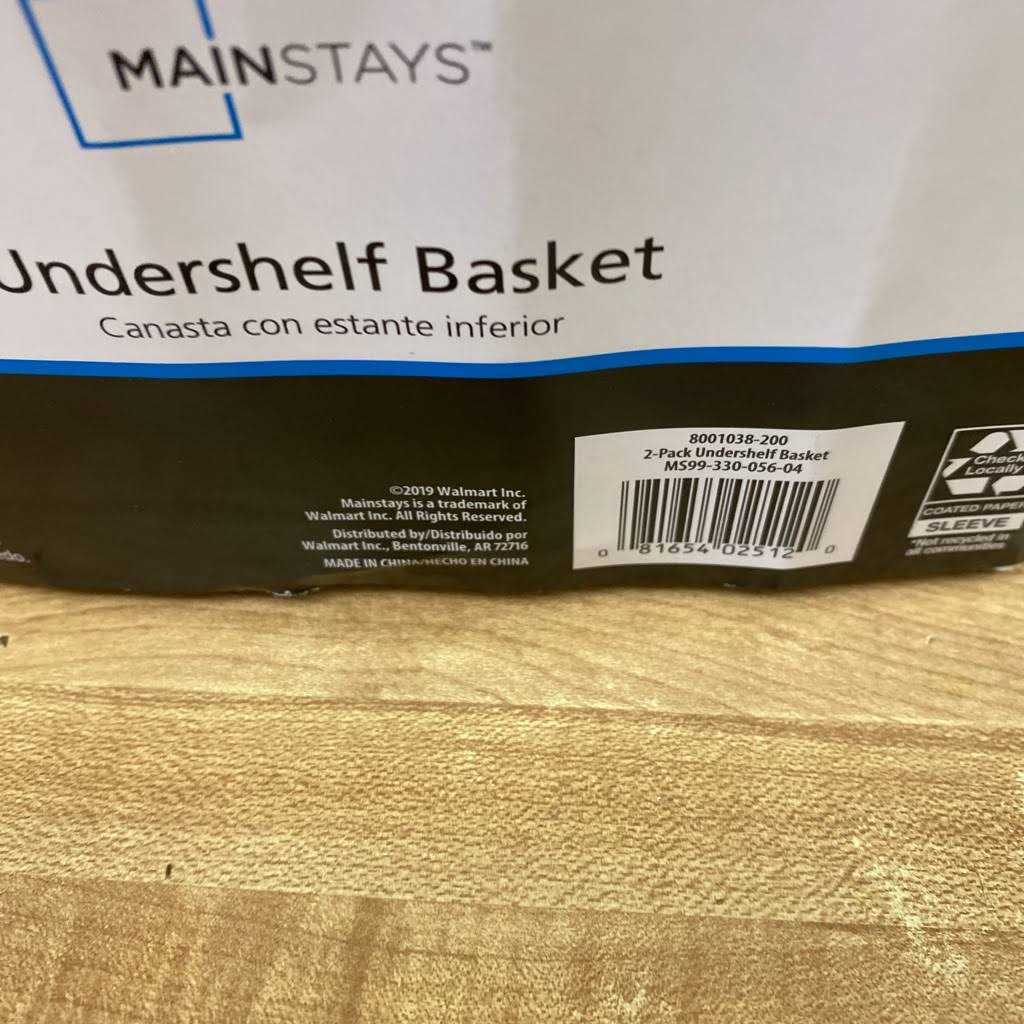 MAINSTAYS™
Undershelf Basket
Canasta con estante inferior
©2019 Walmart Inc.
Mainstays is a trademark of
Walmart Inc. All Rights Reserved.
Distributed by/Distribuido por
Walmart Inc., Bentonville, AR 72716
MADE IN CHINA/HECHO EN CHINA
8001038-200
2-Pack Undershelf Basket
MS99-330-056-04
0 81654 02512 0
Check
Locally
COATED PAPER
SLEEVE
*Not recycled in
all communities